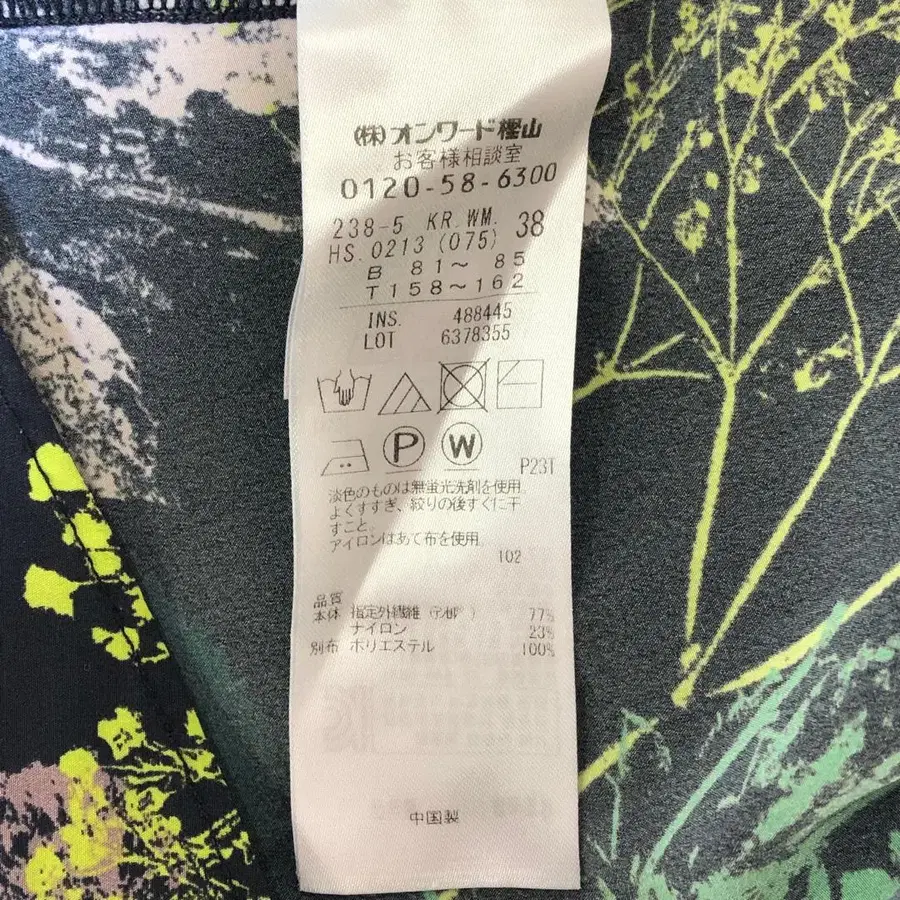 (株)オンワード樫山
お客様相談室
0120-58-6300
238-5 KR.WM. 38
HS.0213 (075)
B 81～ 85
T158～162
INS. 488445
LOT 6378355
P W P23T
淡色のものは無蛍光洗剤を使用。
よくすすぎ、絞りの後すぐに干
すこと。
アイロンはあて布を使用。
102
品質
本体 指定外繊維 (テンセル) 77%
ナイロン 23%
別布 ポリエステル 100%
中国製